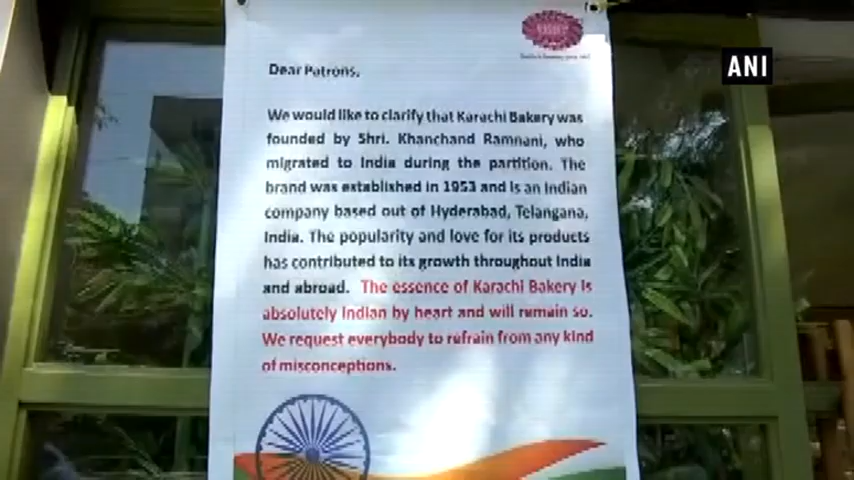 ANI
Dear Patrons,
We would like to clarify that Karachi Bakery was
founded by Shri. Khanchand Ramnani, who
migrated to India during the partition. The
brand was established in 1953 and is an Indian
company based out of Hyderabad, Telangana,
India. The popularity and love for its products
has contributed to its growth throughout India
and abroad. The essence of Karachi Bakery is
absolutely Indian by heart and will remain so.
We request everybody to refrain from any kind
of misconceptions.